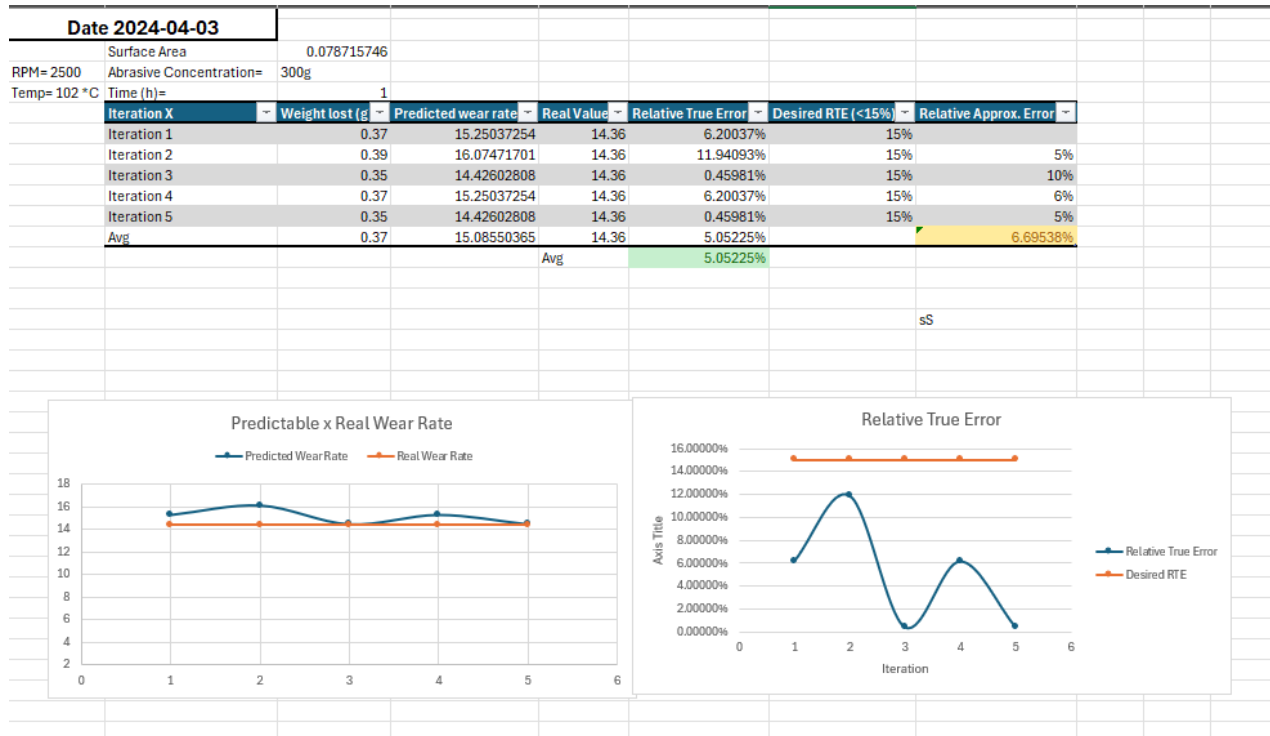 Date 2024-04-03
Surface Area 0.078715746
RPM= 2500 Abrasive Concentration= 300g
Temp= 102 *C Time (h)= 1
Iteration X Weight lost (g Predicted wear rate Real Value Relative True Error Desired RTE (<15%) Relative Approx. Error
Iteration 1 0.37 15.25037254 14.36 6.20037% 15%
Iteration 2 0.39 16.07471701 14.36 11.94093% 15% 5%
Iteration 3 0.35 14.42602808 14.36 0.45981% 15% 10%
Iteration 4 0.37 15.25037254 14.36 6.20037% 15% 6%
Iteration 5 0.35 14.42602808 14.36 0.45981% 15% 5%
Avg 0.37 15.08550365 14.36 5.05225% 6.69538%
Avg 5.05225%
sS
Predictable x Real Wear Rate
Predicted Wear Rate Real Wear Rate
18
16
14
12
10
8
6
4
2
0 1 2 3 4 5 6
Relative True Error
16.00000%
14.00000%
12.00000%
10.00000%
8.00000%
6.00000%
4.00000%
2.00000%
0.00000%
Axis Title
0 1 2 3 4 5 6
Iteration
Relative True Error
Desired RTE